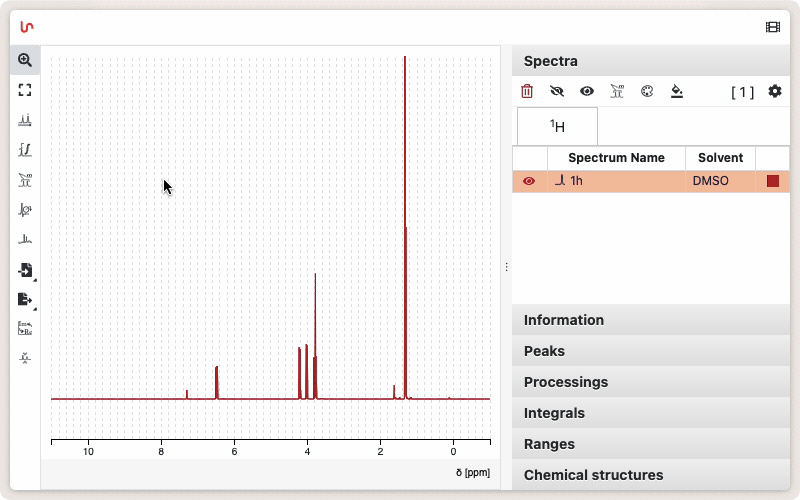 Spectra
[ 1 ]
¹H
Spectrum Name Solvent
1h DMSO
10 8 6 4 2 0
δ [ppm]
Information
Peaks
Processings
Integrals
Ranges
Chemical structures